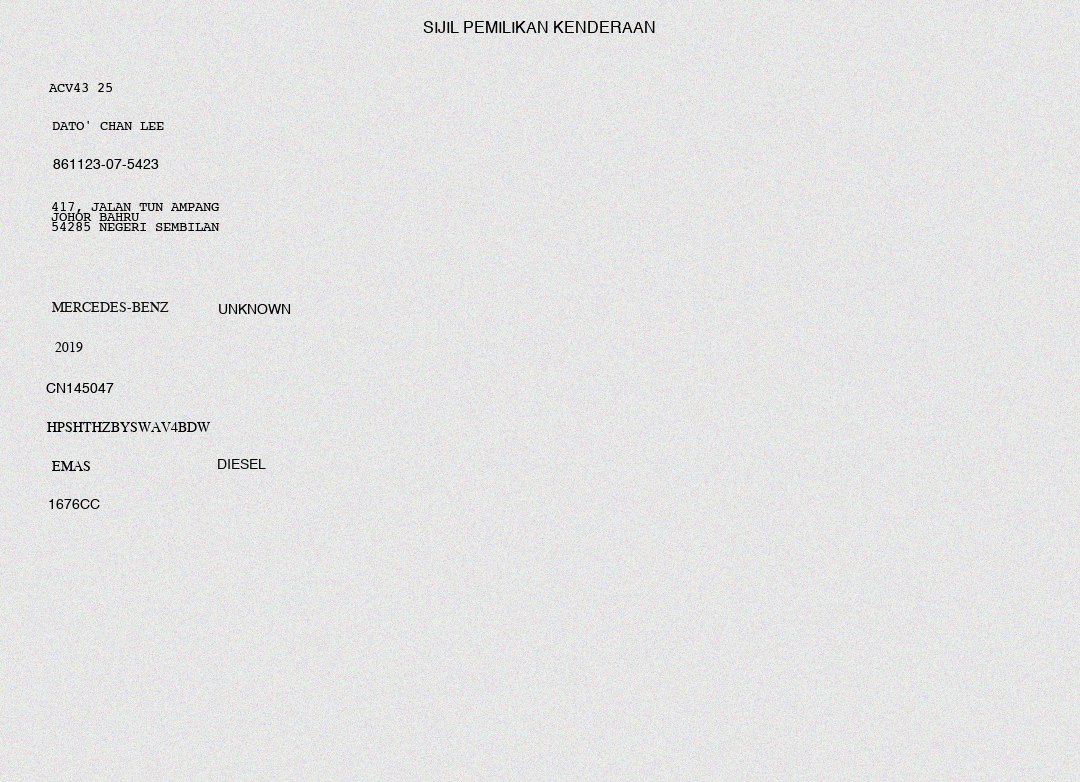 SIJIL PEMILIKAN KENDERAAN
ACV43 25
DATO' CHAN LEE
861123-07-5423
417, JALAN TUN AMPANG
JOHOR BAHRU
54285 NEGERI SEMBILAN
MERCEDES-BENZ UNKNOWN
2019
CN145047
HPSHTHZBYSWAV4BDW
EMAS DIESEL
1676CC